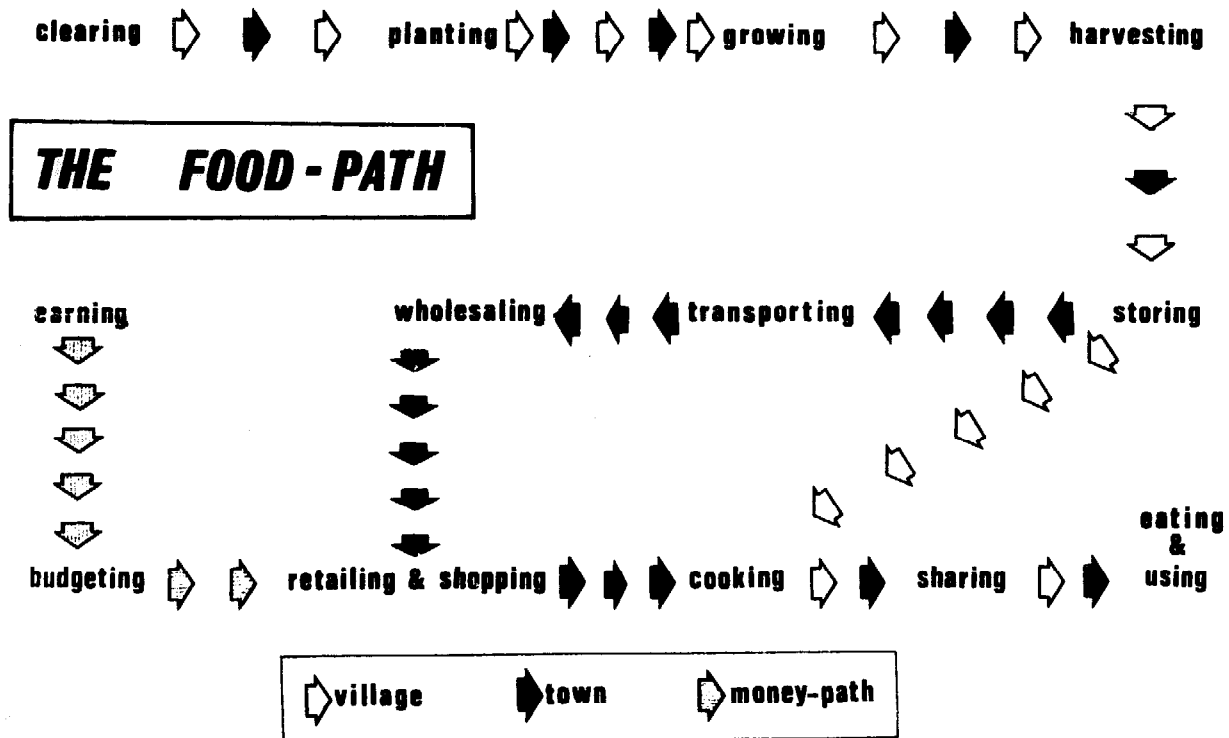 clearing planting growing harvesting
THE FOOD - PATH
earning wholesaling transporting storing
eating
&
budgeting retailing & shopping cooking sharing using
village town money-path